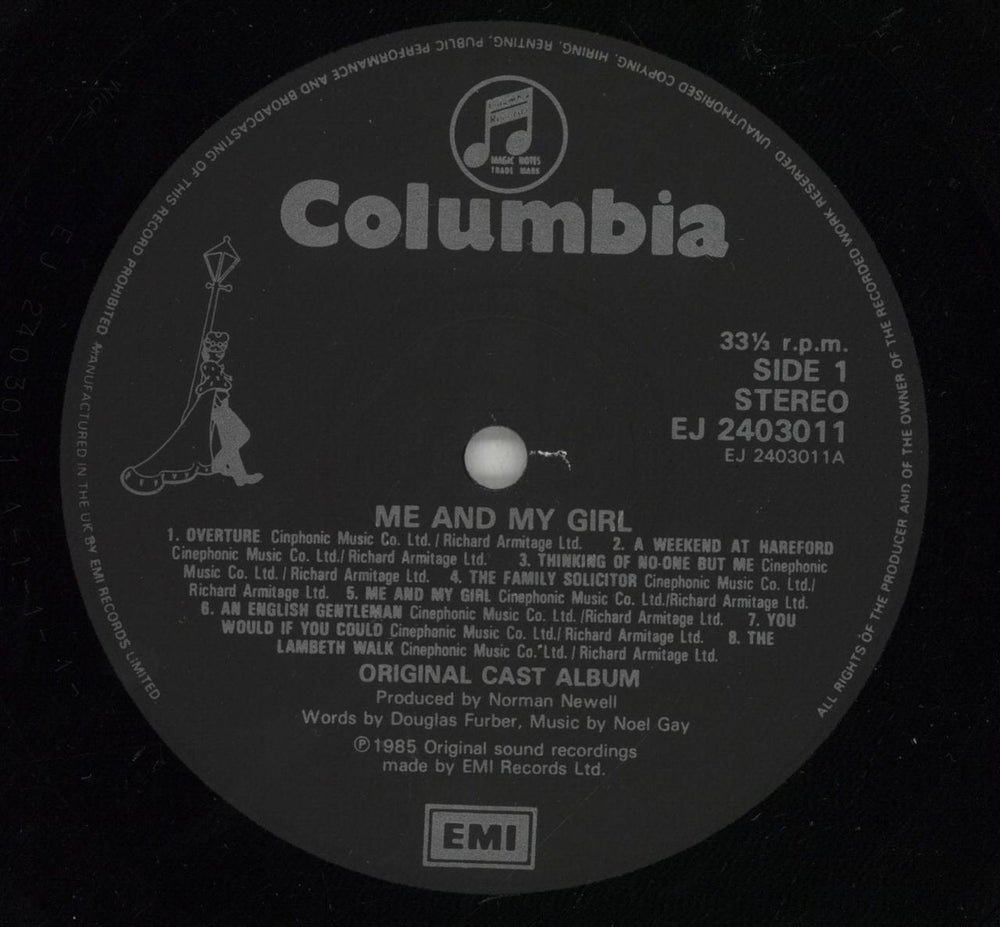 MAGIC NOTES
TRADE MARK
Columbia
33⅓ r.p.m.
SIDE 1
STEREO
EJ 2403011
EJ 2403011A
ME AND MY GIRL
1. OVERTURE Cinphonic Music Co. Ltd. / Richard Armitage Ltd. 2. A WEEKEND AT HAREFORD
Cinephonic Music Co. Ltd./ Richard Armitage Ltd. 3. THINKING OF NO-ONE BUT ME Cinephonic
Music Co. Ltd. / Richard Armitage Ltd. 4. THE FAMILY SOLICITOR Cinephonic Music Co. Ltd./
Richard Armitage Ltd. 5. ME AND MY GIRL Cinephonic Music Co. Ltd./Richard Armitage Ltd.
6. AN ENGLISH GENTLEMAN Cinephonic Music Co. Ltd. /Richard Armitage Ltd. 7. YOU
WOULD IF YOU COULD Cinephonic Music Co. Ltd./ Richard Armitage Ltd. 8. THE
LAMBETH WALK Cinephonic Music Co. Ltd. / Richard Armitage Ltd.
ORIGINAL CAST ALBUM
Produced by Norman Newell
Words by Douglas Furber, Music by Noel Gay
℗1985 Original sound recordings
made by EMI Records Ltd.
EMI
MANUFACTURED IN THE UK BY EMI RECORDS LIMITED
ALL RIGHTS OF THE PRODUCER AND OF THE OWNER OF THE RECORDED WORK RESERVED UNAUTHORISED COPYING, HIRING, RENTING, PUBLIC PERFORMANCE AND BROADCASTING OF THIS RECORD PROHIBITED